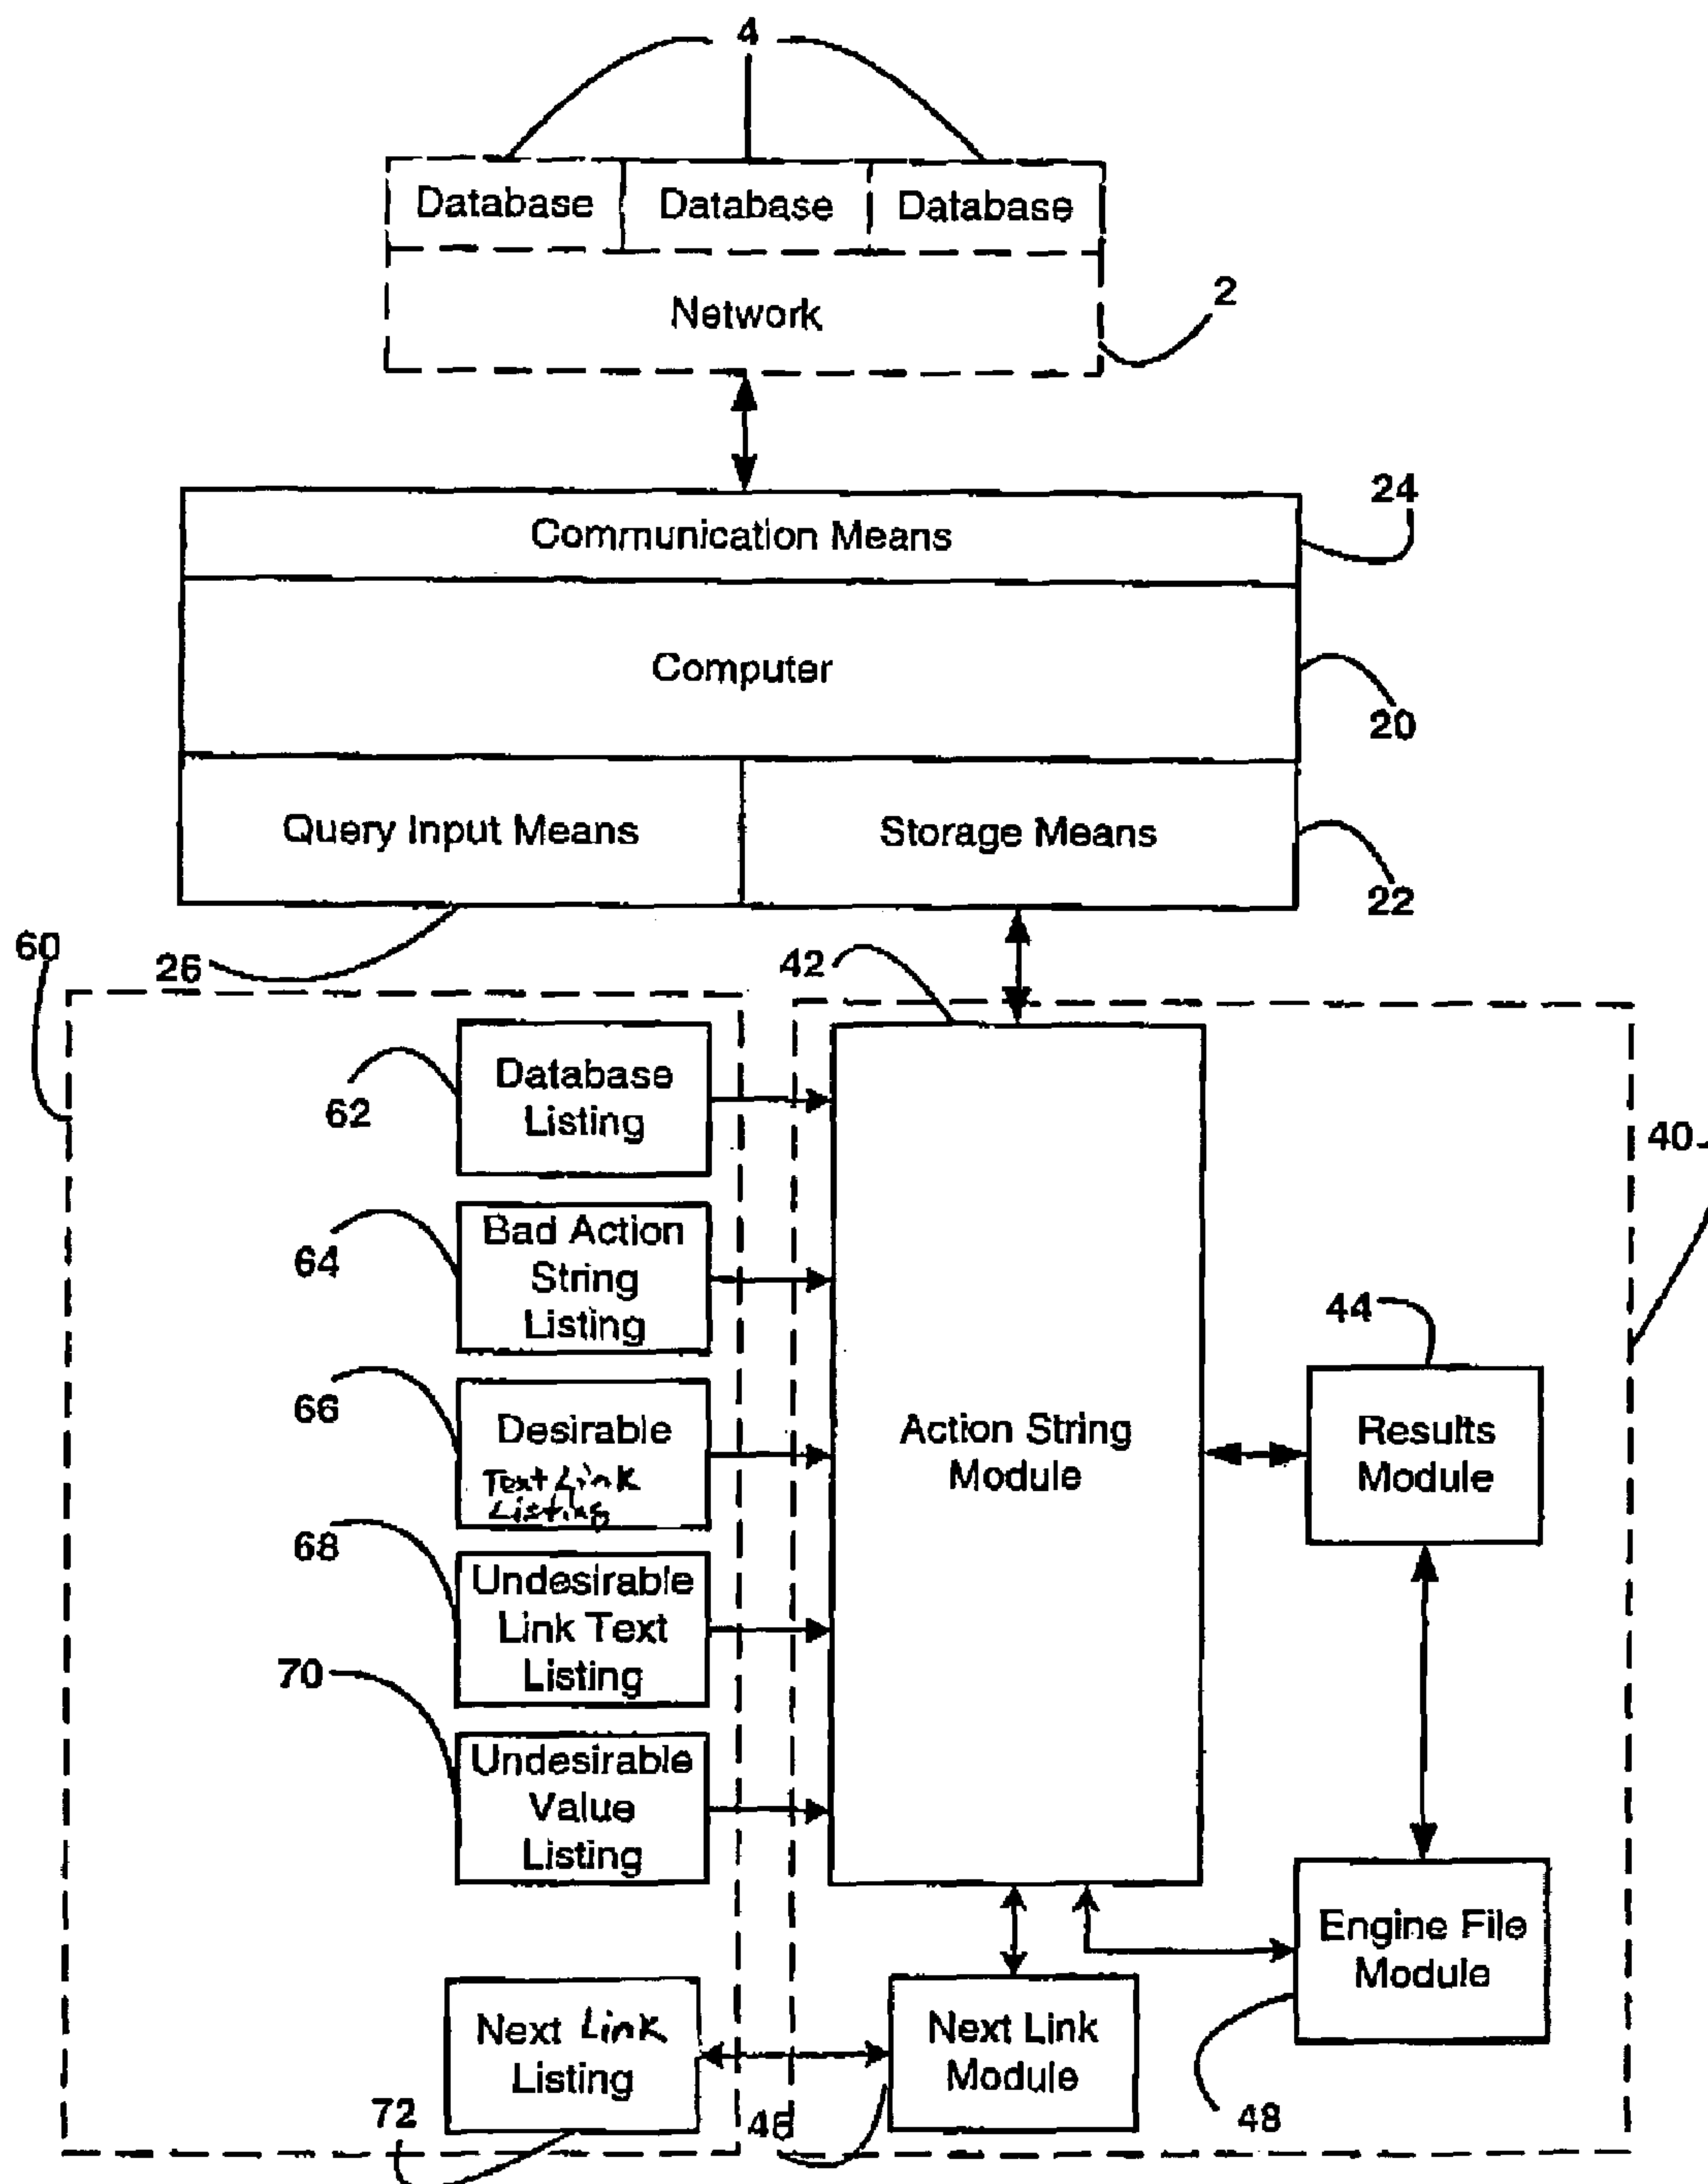 4
Database Database Database
Network
2
Communication Means
24
Computer
20
Query Input Means
Storage Means
22
26
60
42
Database
Listing
62
40
Bad Action
String
Listing
64
44
Desirable
Text Link
Listing
66
Action String
Module
Results
Module
Undesirable
Link Text
Listing
68
Undesirable
Value
Listing
70
Engine File
Module
48
Next Link
Listing
72
Next Link
Module
46